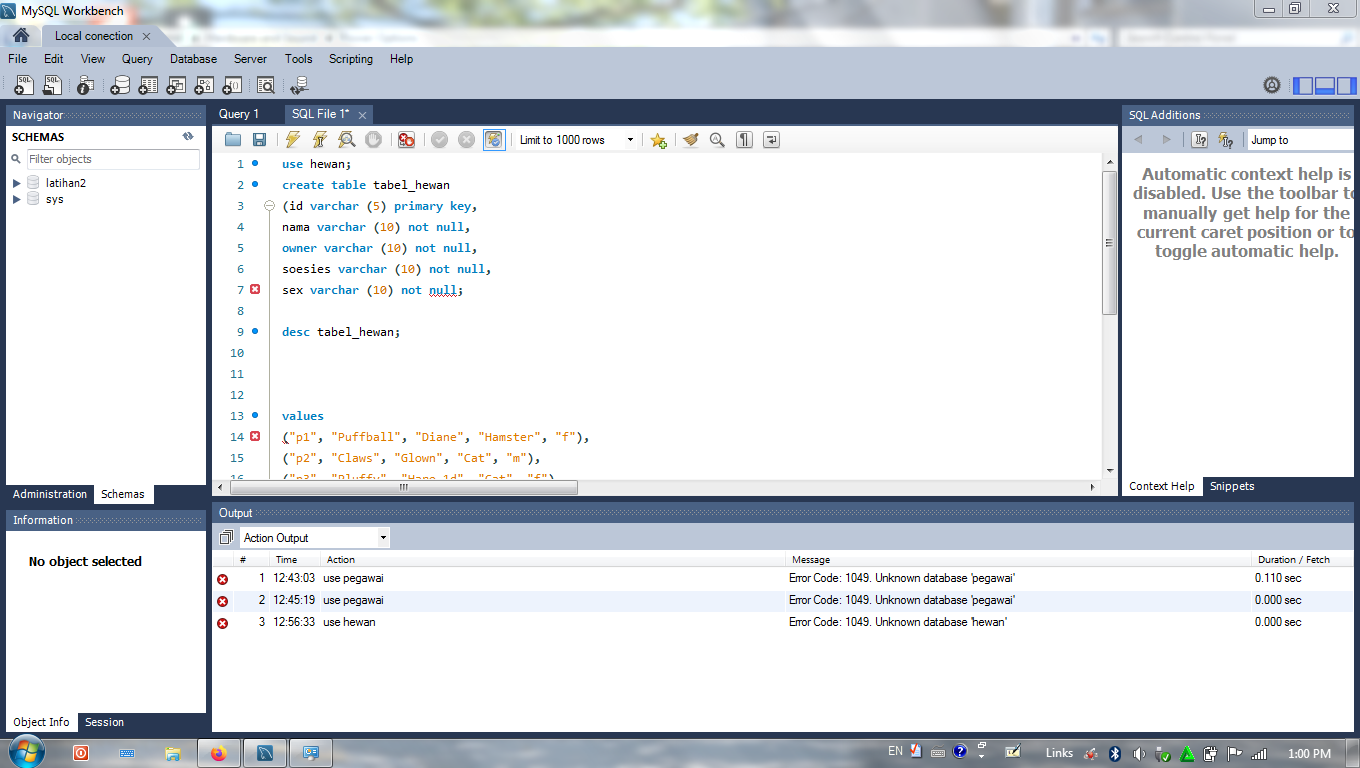 MySQL Workbench
Local conection
File Edit View Query Database Server Tools Scripting Help
Navigator
SCHEMAS
Filter objects
latihan2
sys
Administration Schemas
Information
No object selected
Object Info Session
Query 1 SQL File 1*
Limit to 1000 rows
1 use hewan;
2 create table tabel_hewan
3 (id varchar (5) primary key,
4 nama varchar (10) not null,
5 owner varchar (10) not null,
6 soesies varchar (10) not null,
7 sex varchar (10) not null;
8
9 desc tabel_hewan;
10
11
12
13 values
14 ("p1", "Puffball", "Diane", "Hamster", "f"),
15 ("p2", "Claws", "Glown", "Cat", "m"),
SQL Additions
Jump to
Automatic context help is
disabled. Use the toolbar to
manually get help for the
current caret position or to
toggle automatic help.
Context Help Snippets
Output
Action Output
# Time Action Message Duration / Fetch
1 12:43:03 use pegawai Error Code: 1049. Unknown database 'pegawai' 0.110 sec
2 12:45:19 use pegawai Error Code: 1049. Unknown database 'pegawai' 0.000 sec
3 12:56:33 use hewan Error Code: 1049. Unknown database 'hewan' 0.000 sec
EN Links 1:00 PM